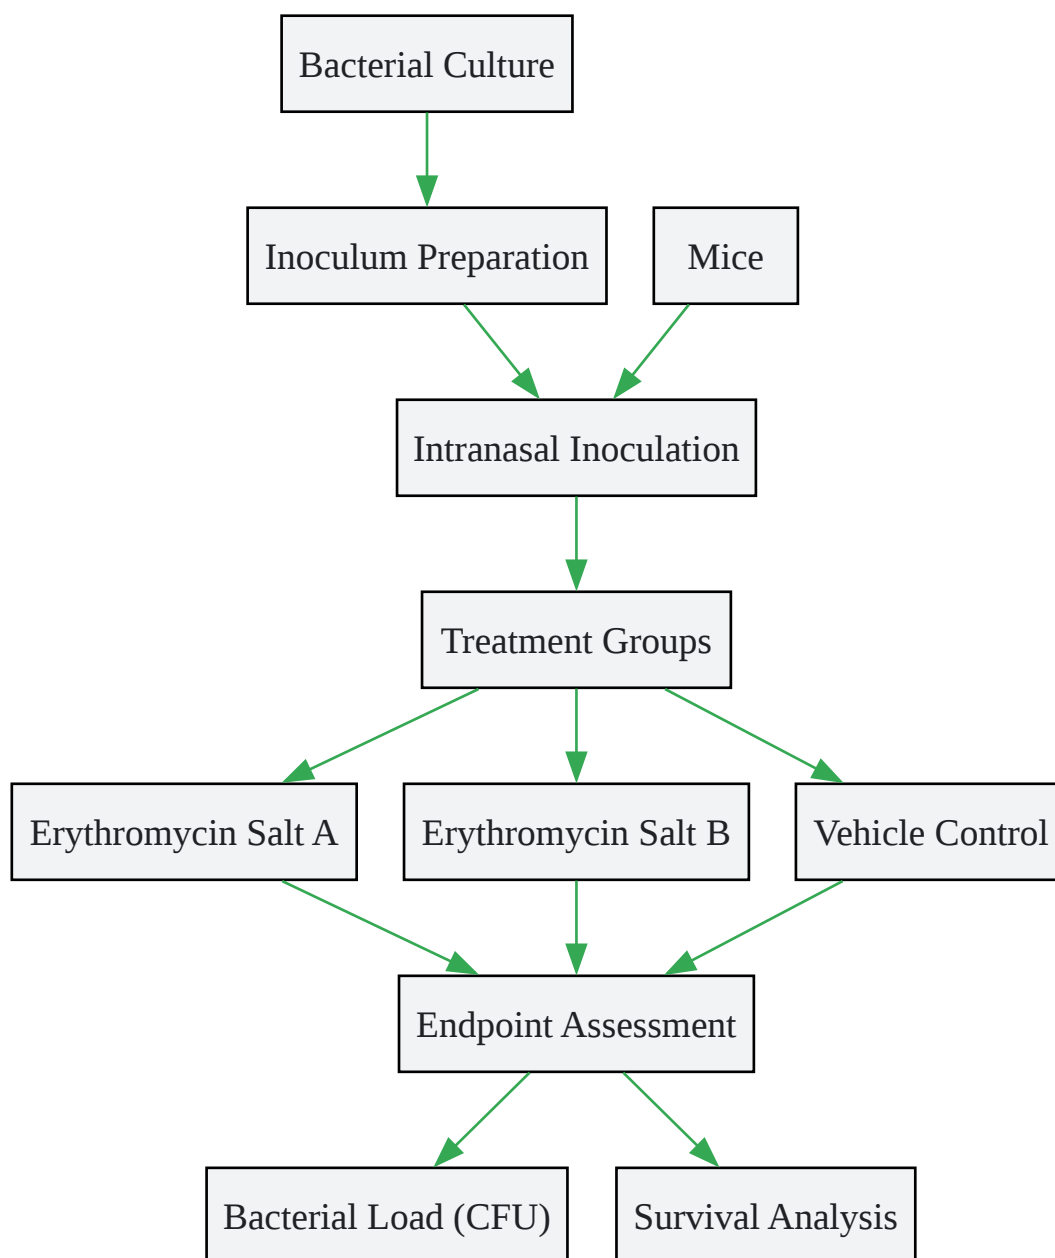 Bacterial Culture
Inoculum Preparation
Mice
Intranasal Inoculation
Treatment Groups
Erythromycin Salt A
Erythromycin Salt B
Vehicle Control
Endpoint Assessment
Bacterial Load (CFU)
Survival Analysis